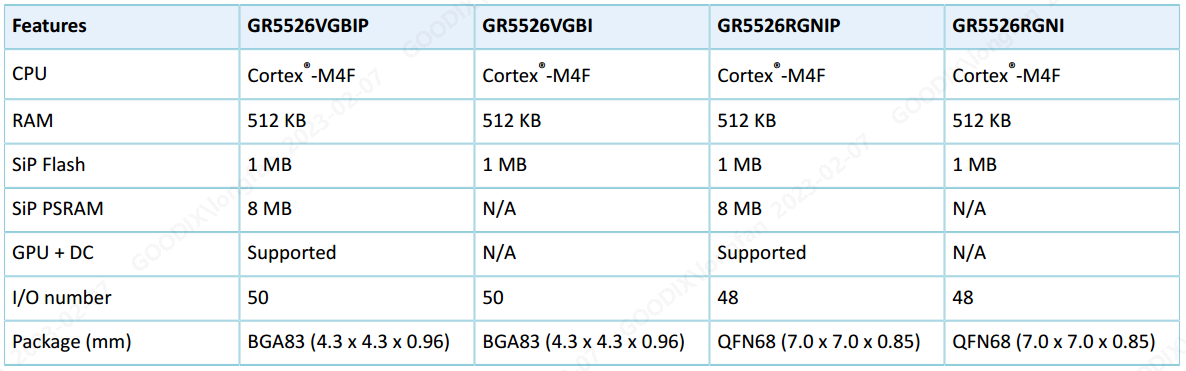 Features GR5526VGBIP GR5526VGBI GR5526RGNIP GR5526RGNI
CPU Cortex®-M4F Cortex®-M4F Cortex®-M4F Cortex®-M4F
RAM 512 KB 512 KB 512 KB 512 KB
SiP Flash 1 MB 1 MB 1 MB 1 MB
SiP PSRAM 8 MB N/A 8 MB N/A
GPU + DC Supported N/A Supported N/A
I/O number 50 50 48 48
Package (mm) BGA83 (4.3 x 4.3 x 0.96) BGA83 (4.3 x 4.3 x 0.96) QFN68 (7.0 x 7.0 x 0.85) QFN68 (7.0 x 7.0 x 0.85)